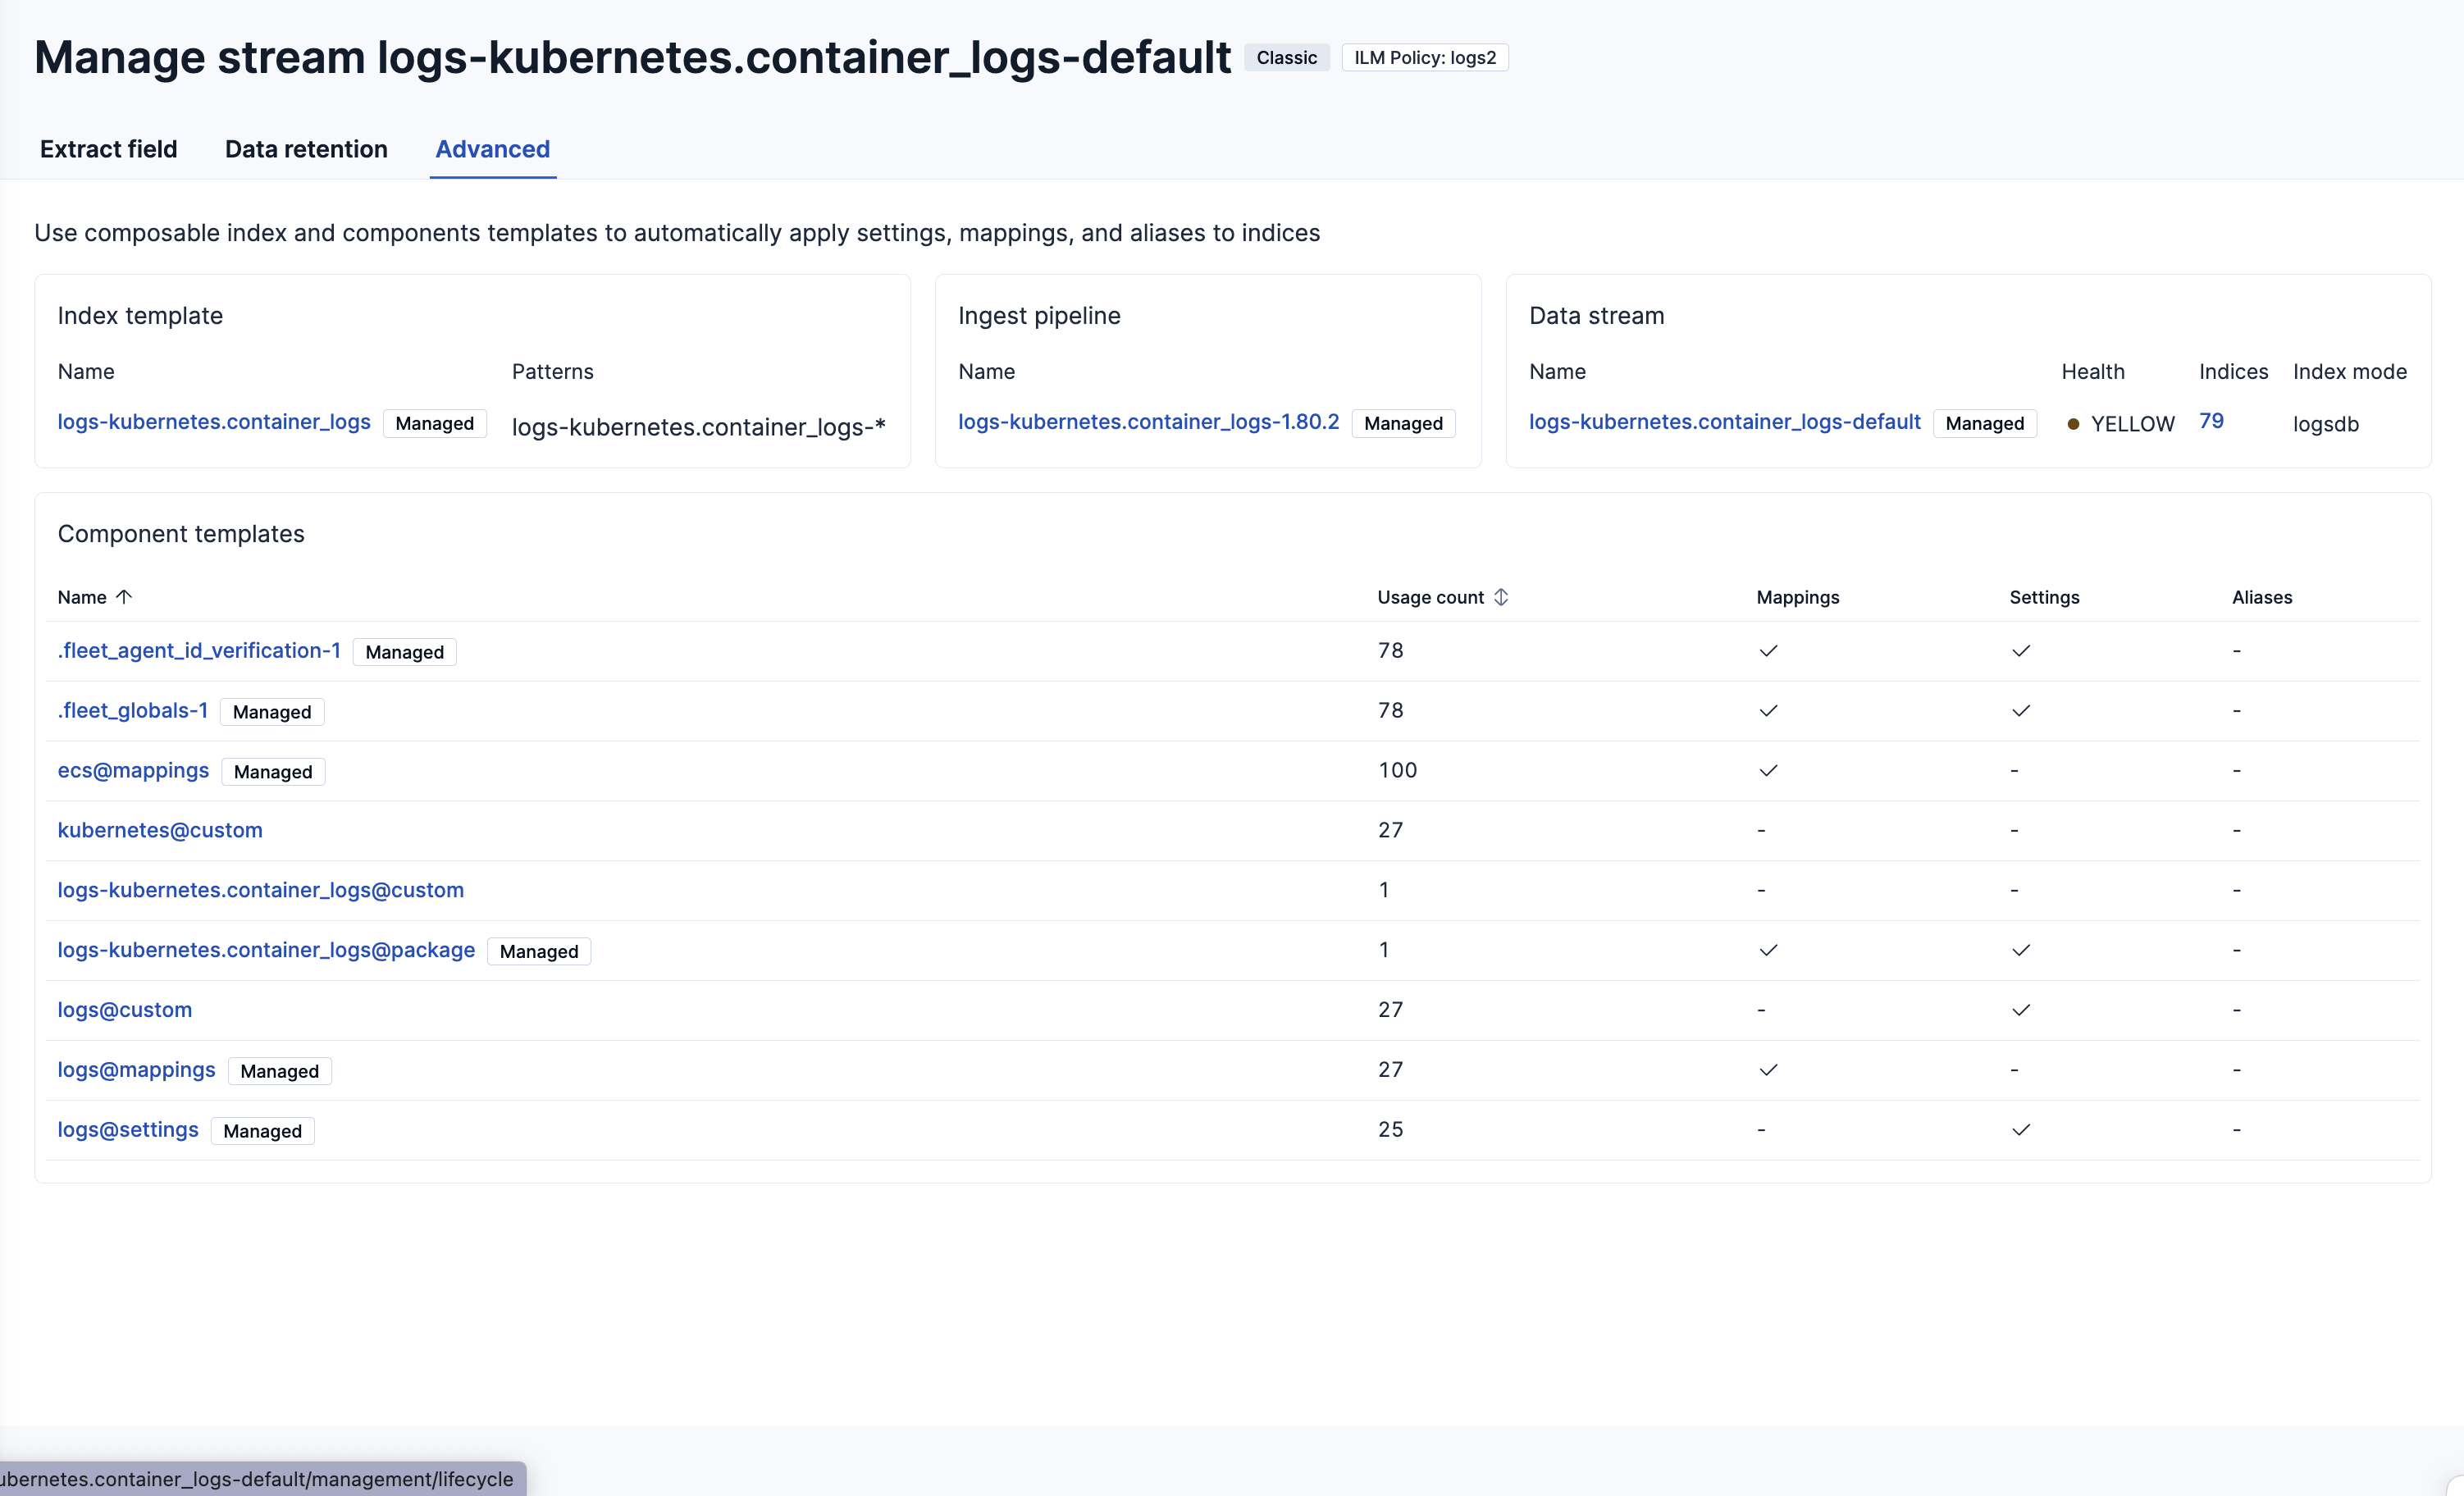 Manage stream logs-kubernetes.container_logs-default Classic ILM Policy: logs2
Extract field Data retention Advanced
Use composable index and components templates to automatically apply settings, mappings, and aliases to indices
Index template
Name Patterns
logs-kubernetes.container_logs Managed logs-kubernetes.container_logs-*
Ingest pipeline
Name
logs-kubernetes.container_logs-1.80.2 Managed
Data stream
Name Health Indices Index mode
logs-kubernetes.container_logs-default Managed YELLOW 79 logsdb
Component templates
Name Usage count Mappings Settings Aliases
.fleet_agent_id_verification-1 Managed 78 ✓ ✓ -
.fleet_globals-1 Managed 78 ✓ ✓ -
ecs@mappings Managed 100 ✓ - -
kubernetes@custom 27 - - -
logs-kubernetes.container_logs@custom 1 - - -
logs-kubernetes.container_logs@package Managed 1 ✓ ✓ -
logs@custom 27 - ✓ -
logs@mappings Managed 27 ✓ - -
logs@settings Managed 25 - ✓ -
ubernetes.container_logs-default/management/lifecycle